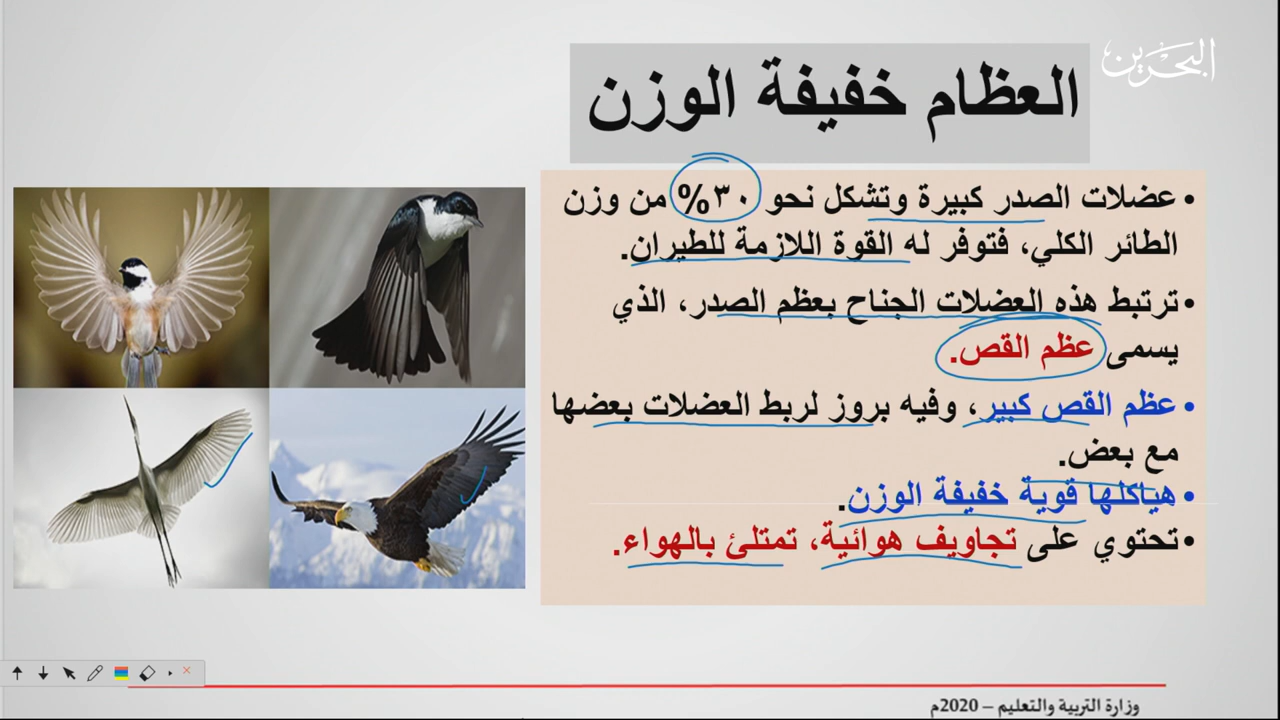 البحرين
العظام خفيفة الوزن
• عضلات الصدر كبيرة وتشكل نحو ٣٠% من وزن
الطائر الكلي، فتوفر له القوة اللازمة للطيران.
• ترتبط هذه العضلات الجناح بعظم الصدر، الذي
يسمى عظم القص.
• عظم القص كبير، وفيه بروز لربط العضلات بعضها
مع بعض.
• هياكلها قوية خفيفة الوزن.
• تحتوي على تجاويف هوائية، تمتلئ بالهواء.
وزارة التربية والتعليم – 2020م